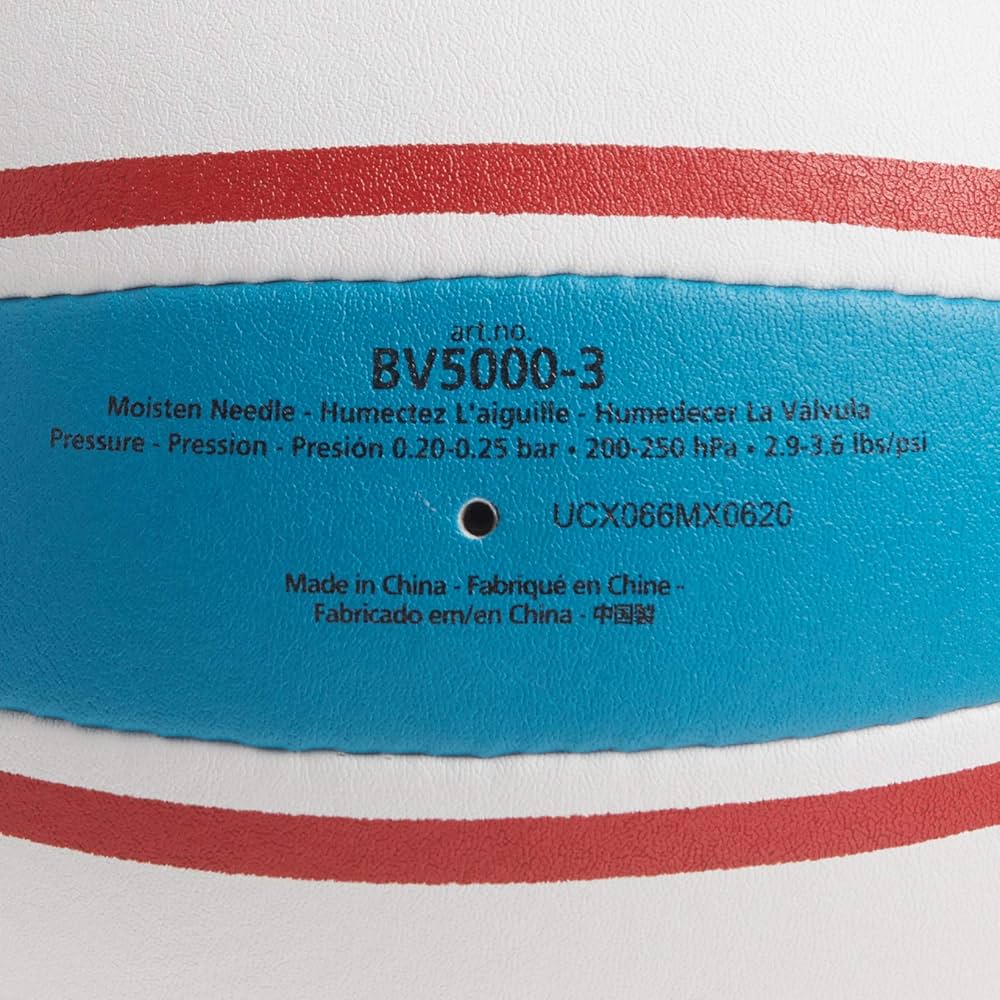 art.no.
BV5000-3
Moisten Needle - Humectez L'aiguille - Humedecer La Válvula
Pressure - Pression - Presión 0.20-0.25 bar • 200-250 hPa • 2.9-3.6 lbs/psi
UCX066MX0620
Made in China - Fabriqué en Chine -
Fabricado em/en China - 中国製